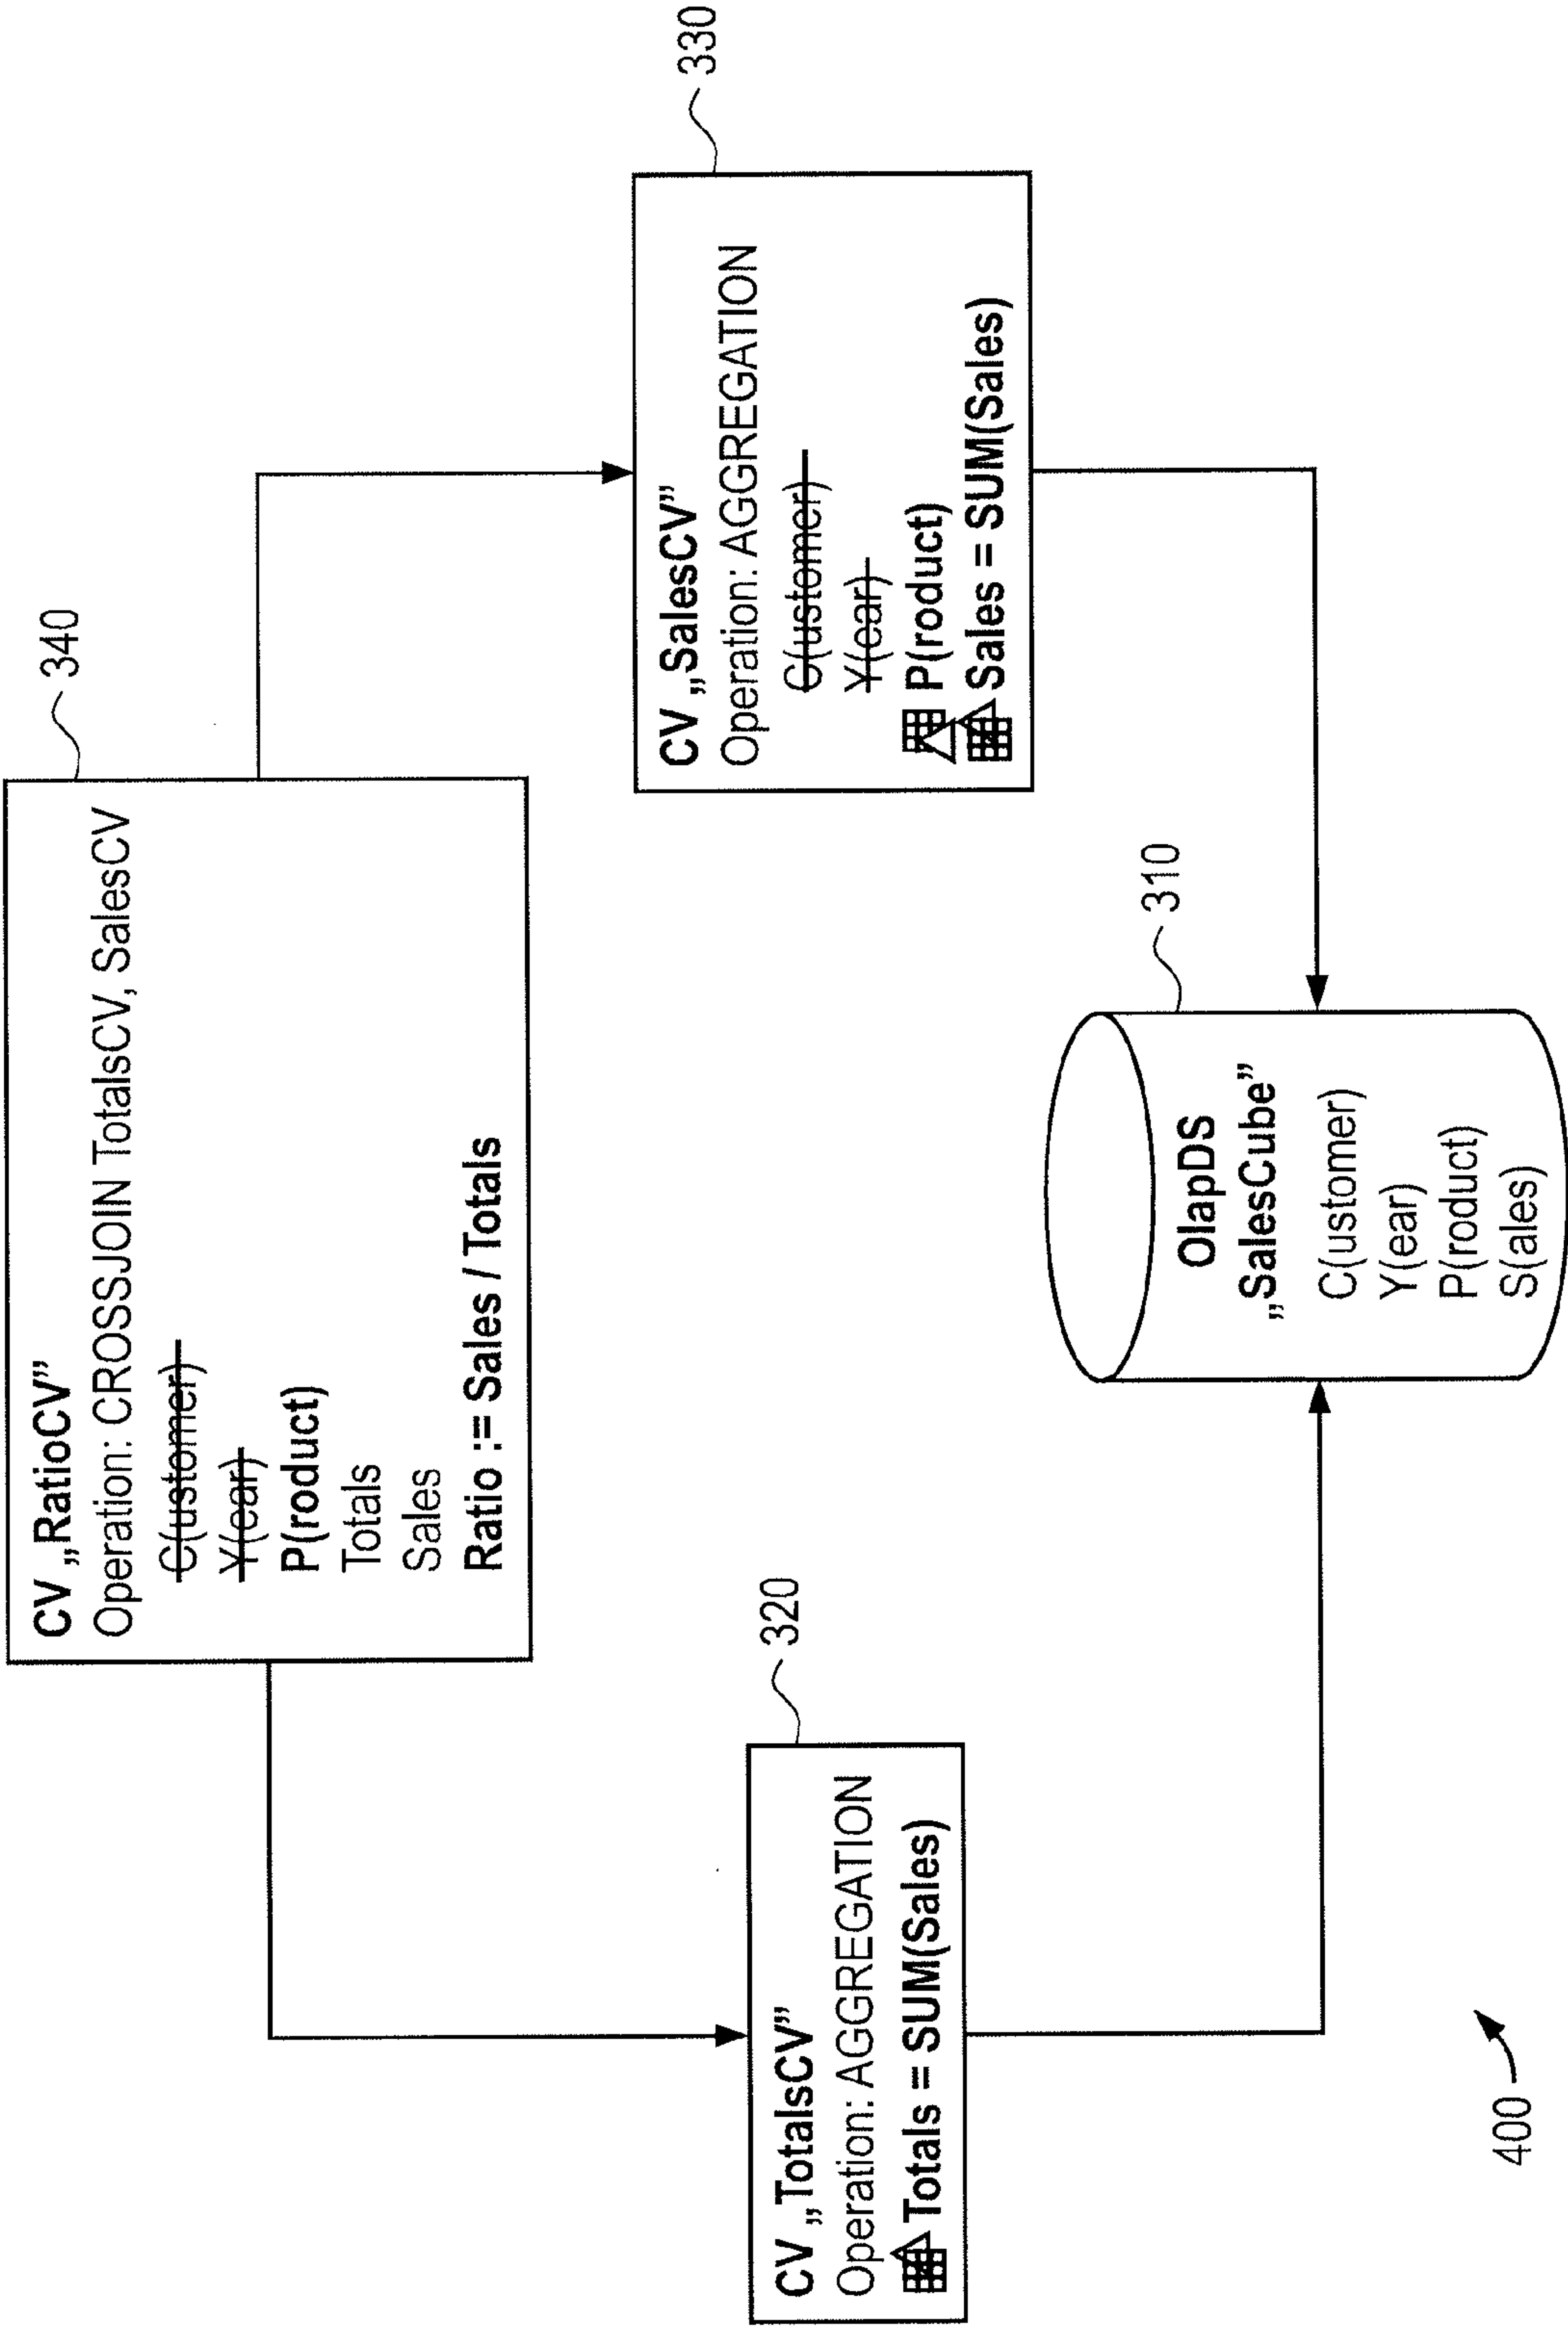 340
CV „RatioCV”
Operation: CROSSJOIN TotalsCV, SalesCV
C(ustomer)
Y(ear)
P(roduct)
Totals
Sales
Ratio := Sales / Totals
320
CV „TotalsCV”
Operation: AGGREGATION
Totals = SUM(Sales)
330
CV „SalesCV”
Operation: AGGREGATION
C(ustomer)
Y(ear)
P(roduct)
Sales = SUM(Sales)
310
OlapDS
„SalesCube”
C(ustomer)
Y(ear)
P(roduct)
S(ales)
400